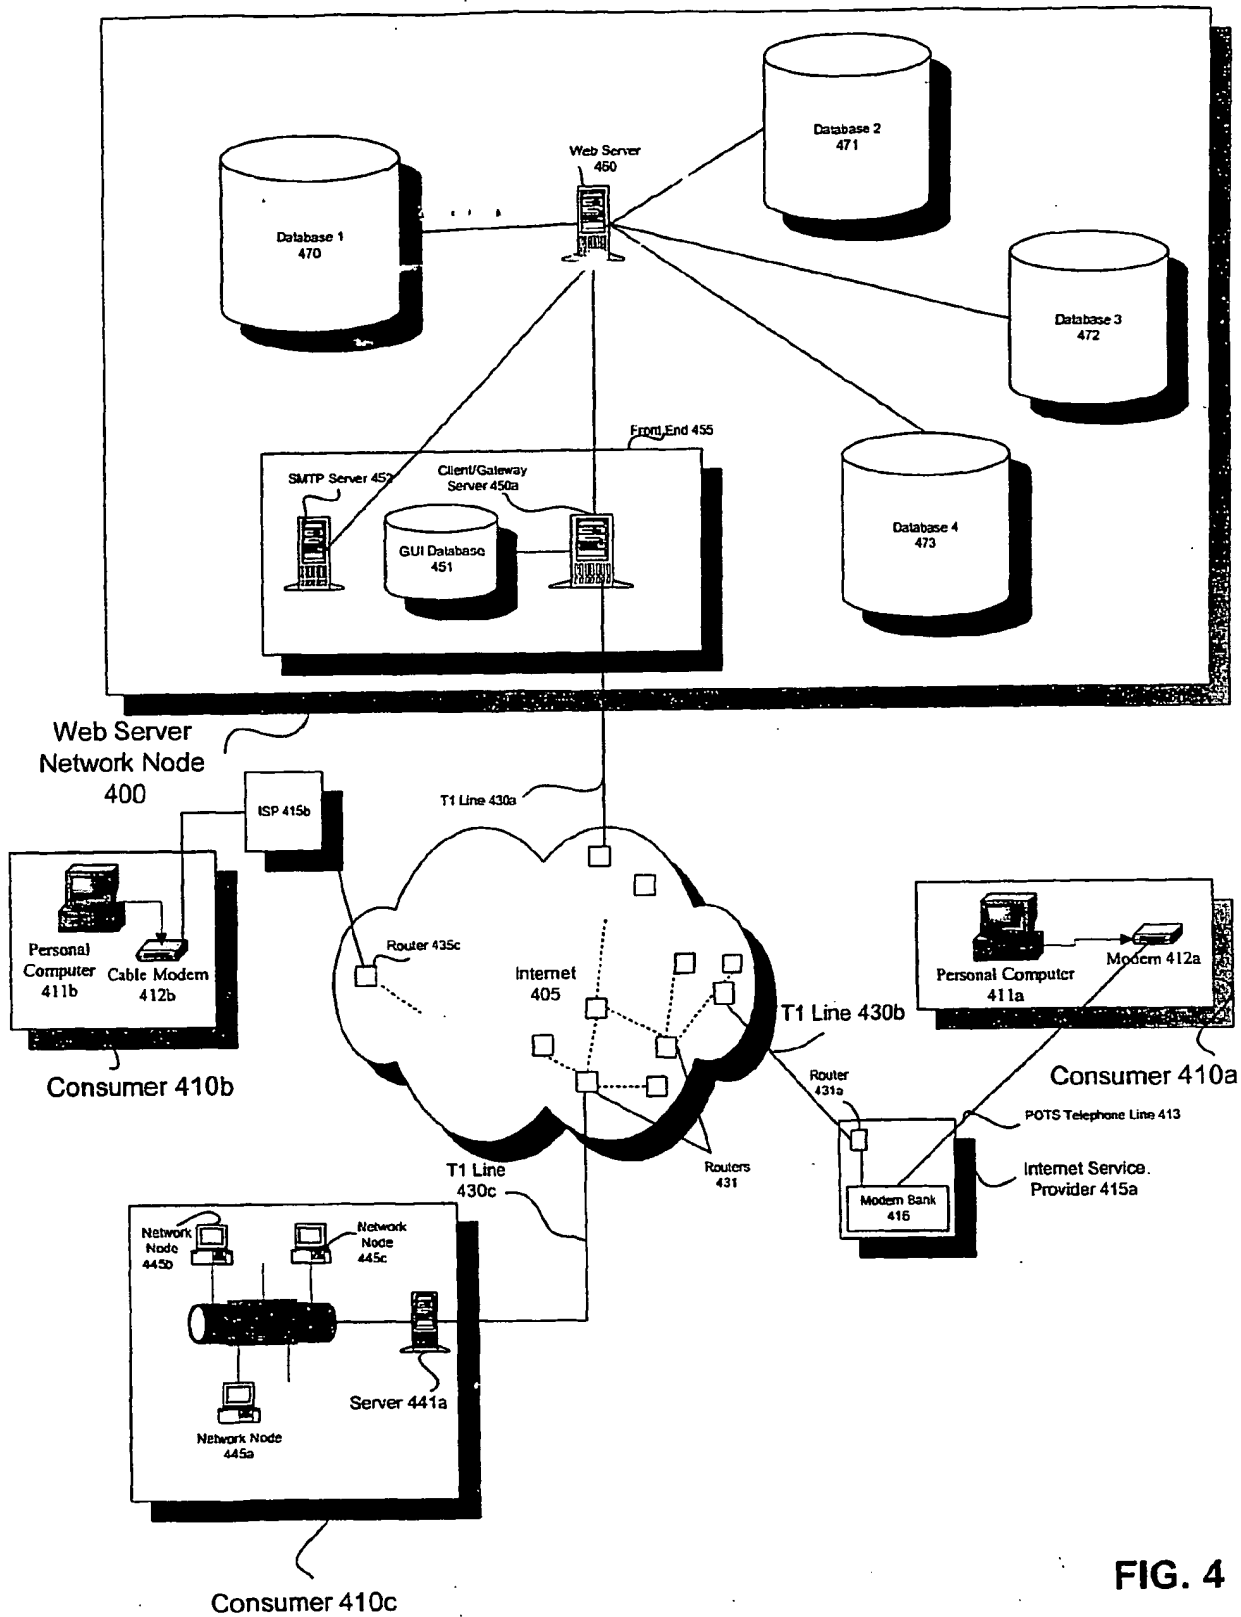 Database 2
471
Web Server
450
Database 1
470
Database 3
472
Front End 455
Client/Gateway
Server 450a
SMTP Server 452
GUI Database
451
Database 4
473
Web Server
Network Node
400
T1 Line 430a
ISP 415b
Personal
Computer
411b
Cable Modem
412b
Consumer 410b
Router 435c
Internet
405
T1 Line 430b
Personal Computer
411a
Modem 412a
Consumer 410a
Router
431a
POTS Telephone Line 413
Internet Service.
Provider 415a
Modem Bank
416
Routers
431
T1 Line
430c
Network
Node
445b
Network
Node
445c
Server 441a
Network Node
445a
Consumer 410c
FIG. 4